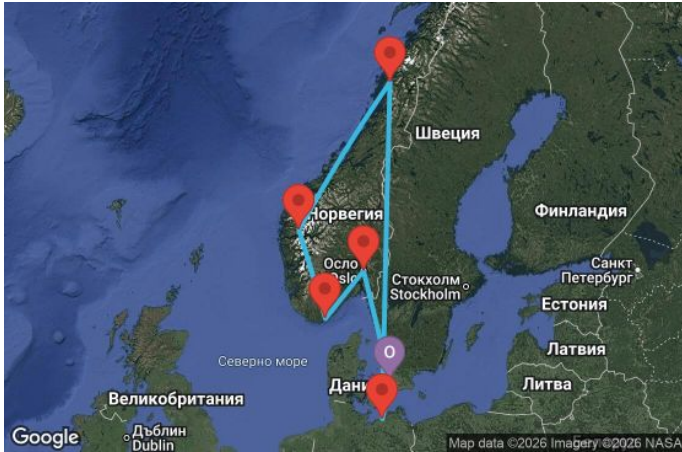 Швеция
Норвегия
Финландия
Осло
Oslo
Санкт
Петербург
Стокхолм
Stockholm
Естония
Северно море
Латвия
Литва
O
Великобритания
Дъблин
Dublin
Google
Map data ©2026 Imagery ©2026 NASA